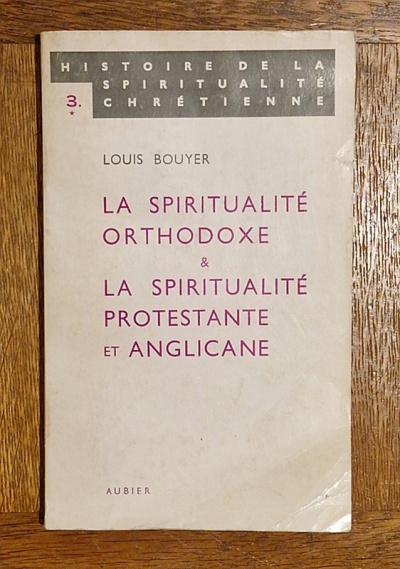 HISTOIRE DE LA
SPIRITUALITÉ
3. CHRÉTIENNE
*
LOUIS BOUYER
LA SPIRITUALITÉ
ORTHODOXE
&
LA SPIRITUALITÉ
PROTESTANTE
ET ANGLICANE
AUBIER